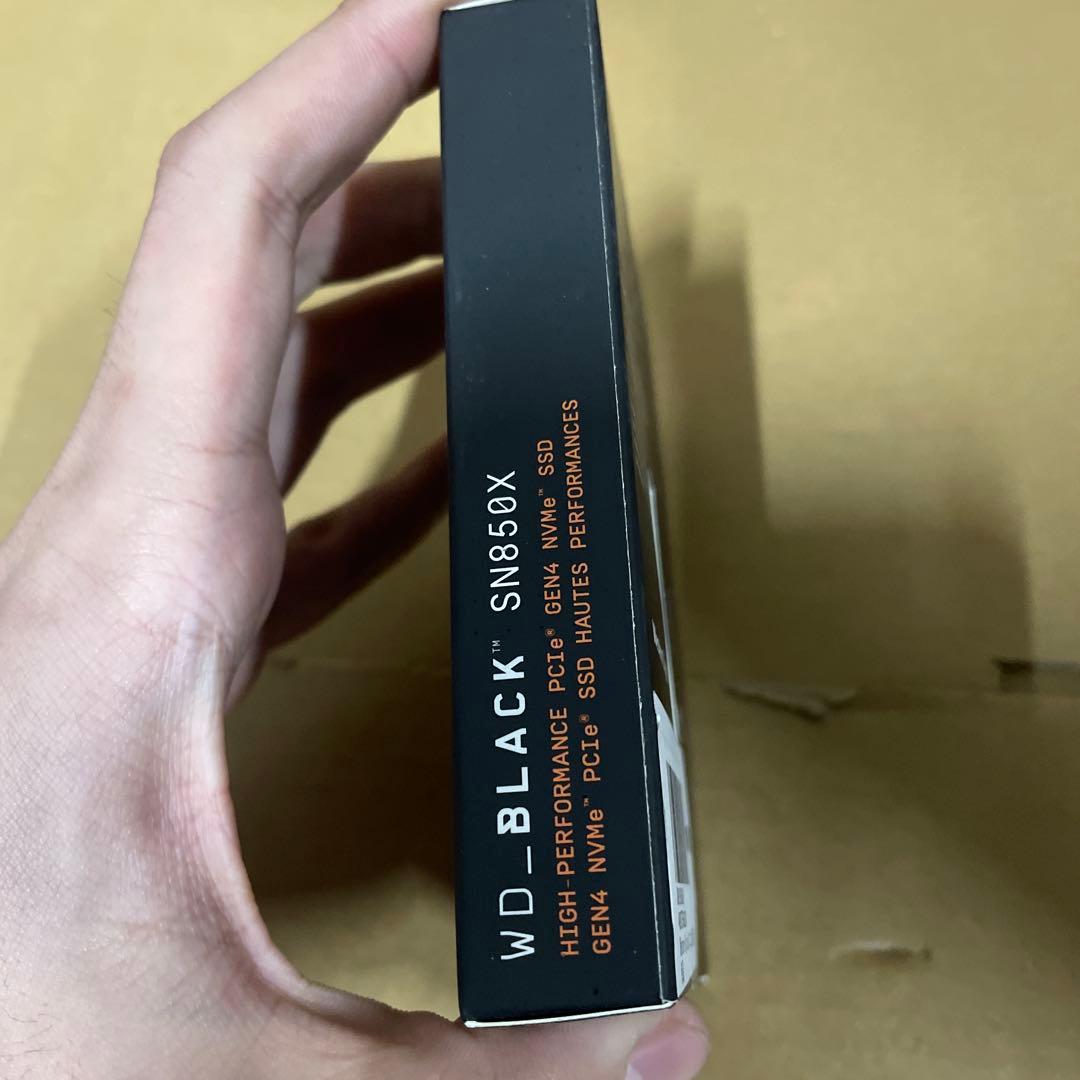 WD_BLACK™ SN850X
HIGH-PERFORMANCE PCIe® GEN4 NVMe™ SSD
GEN4 NVMe™ PCIe® SSD HAUTES PERFORMANCES